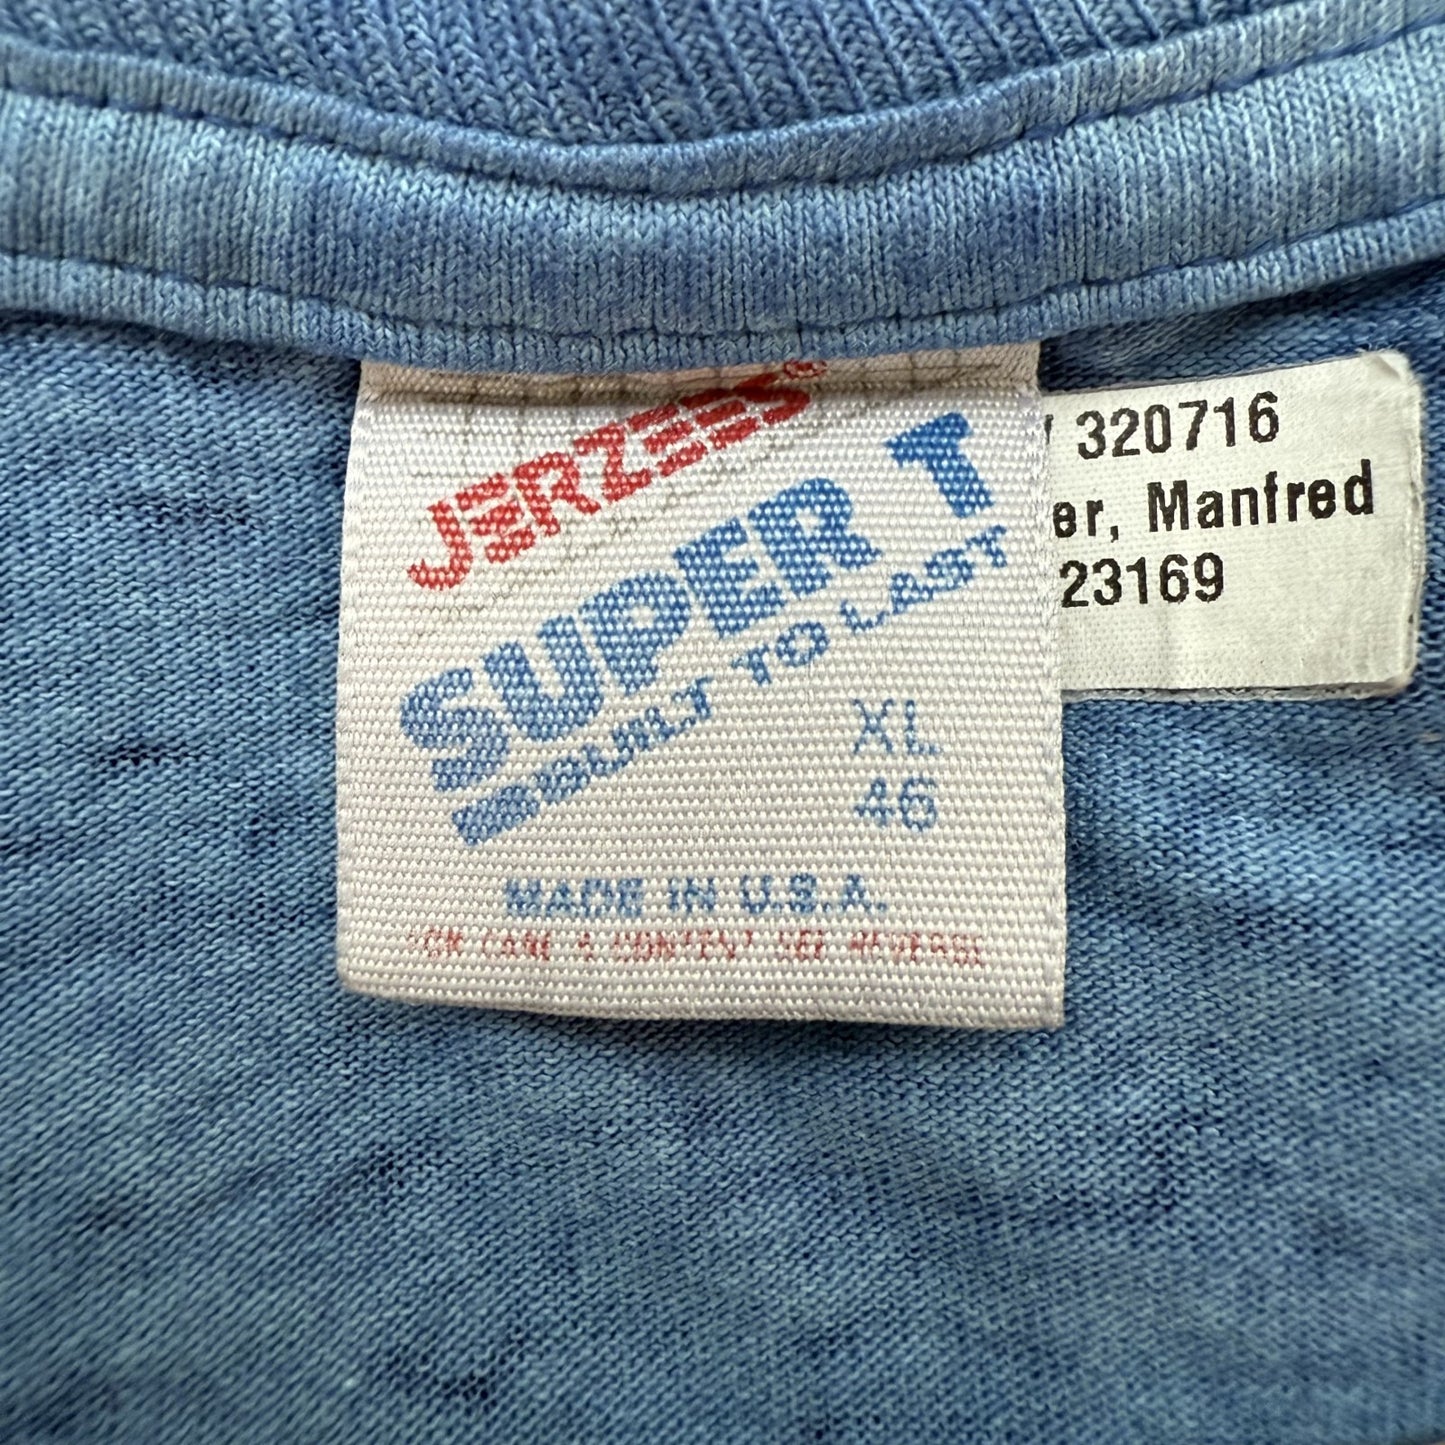 JERZEES®
SUPER T
BUILT TO LAST
XL
46
MADE IN U.S.A.
FOR CARE & CONTENT SEE REVERSE
320716
er, Manfred
23169